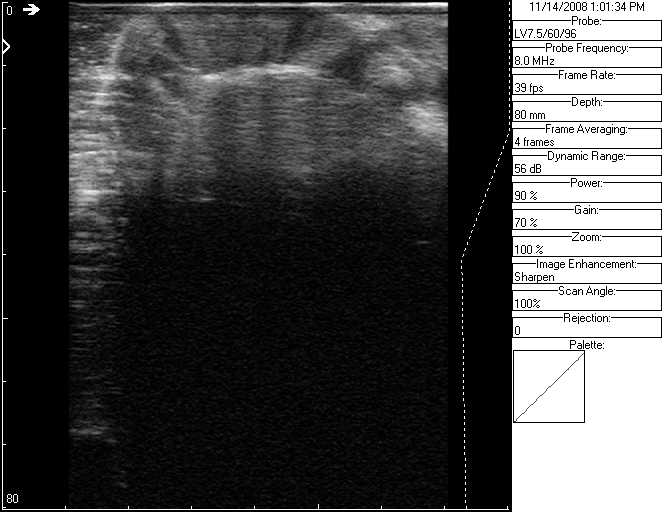 0
80
11/14/2008 1:01:34 PM
Probe:
LV7.5/60/96
Probe Frequency:
8.0 MHz
Frame Rate:
39 fps
Depth:
80 mm
Frame Averaging:
4 frames
Dynamic Range:
56 dB
Power:
90 %
Gain:
70 %
Zoom:
100 %
Image Enhancement:
Sharpen
Scan Angle:
100%
Rejection:
0
Palette: